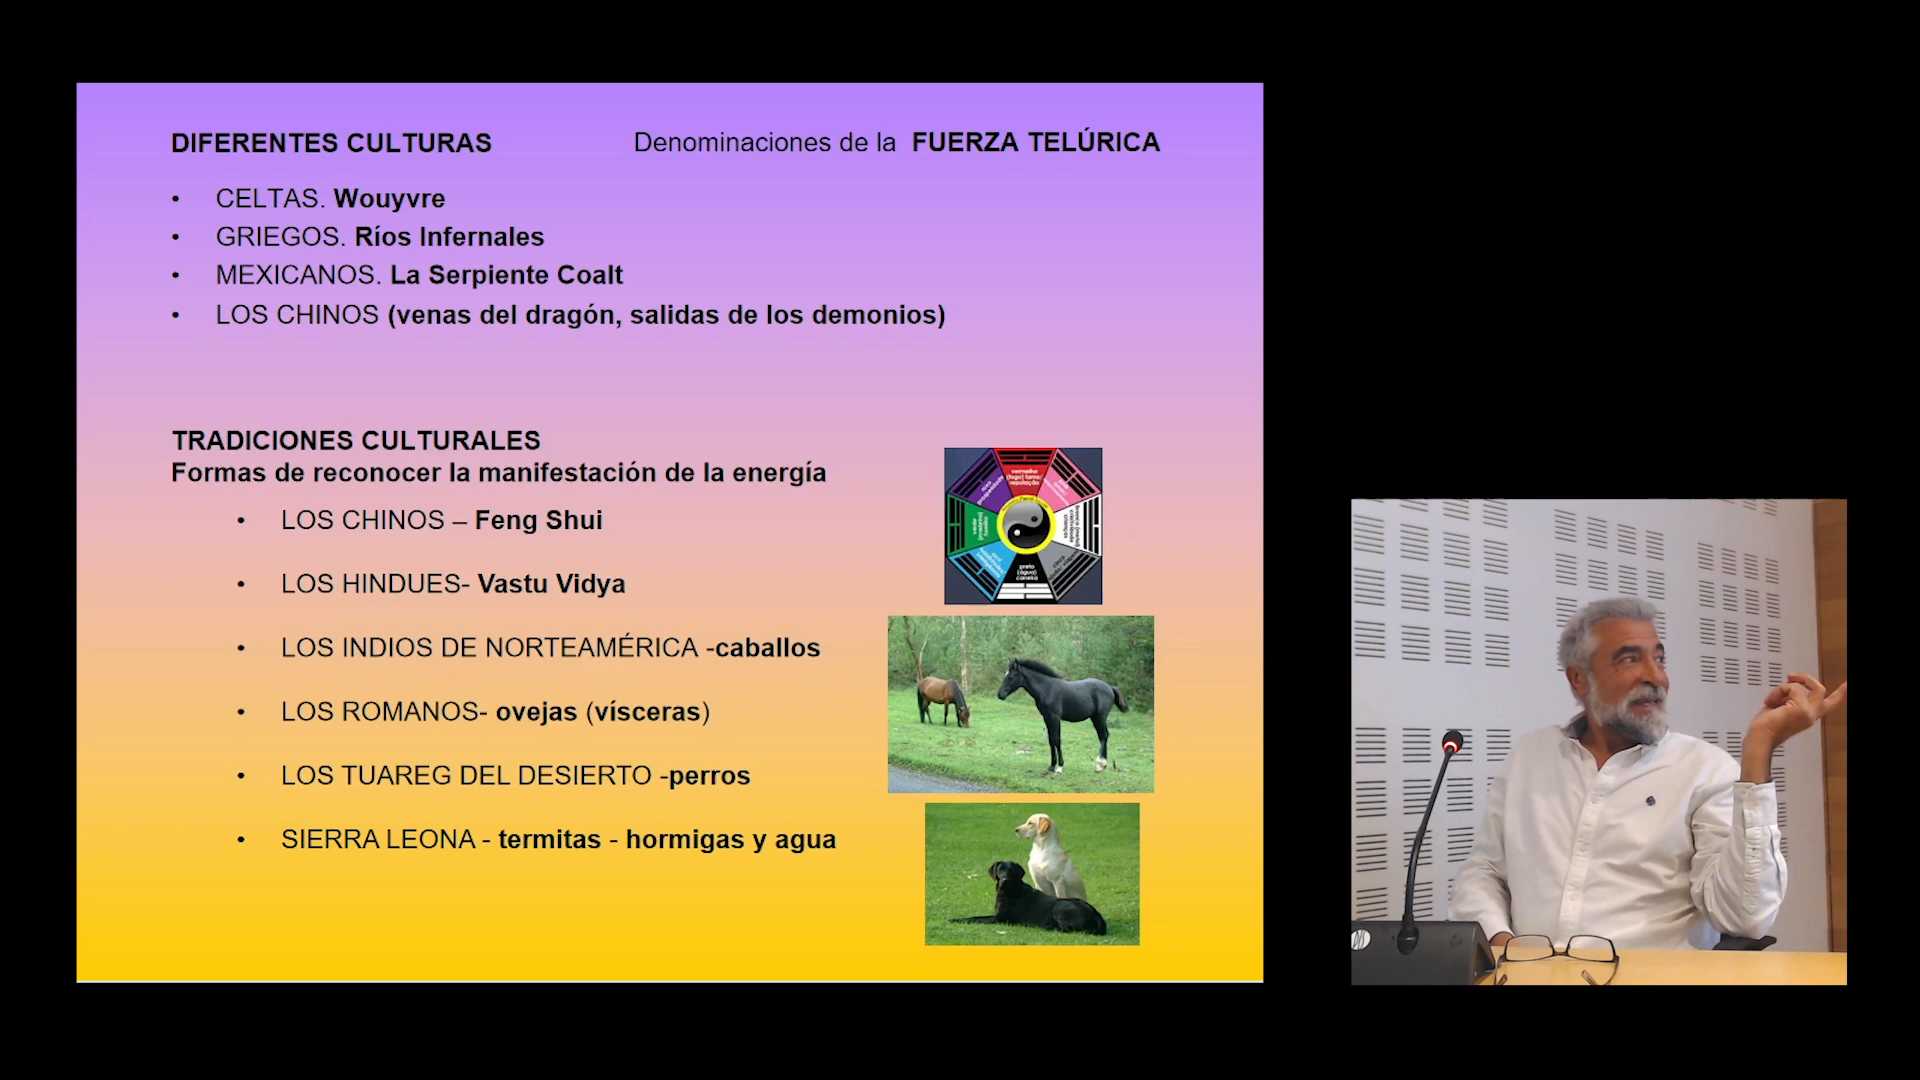 DIFERENTES CULTURAS
Denominaciones de la FUERZA TELÚRICA
• CELTAS. Wouyvre
• GRIEGOS. Ríos Infernales
• MEXICANOS. La Serpiente Coalt
• LOS CHINOS (venas del dragón, salidas de los demonios)
TRADICIONES CULTURALES
Formas de reconocer la manifestación de la energía
• LOS CHINOS – Feng Shui
• LOS HINDUES- Vastu Vidya
• LOS INDIOS DE NORTEAMÉRICA -caballos
• LOS ROMANOS- ovejas (vísceras)
• LOS TUAREG DEL DESIERTO -perros
• SIERRA LEONA - termitas - hormigas y agua
vermelho
preto
(água)